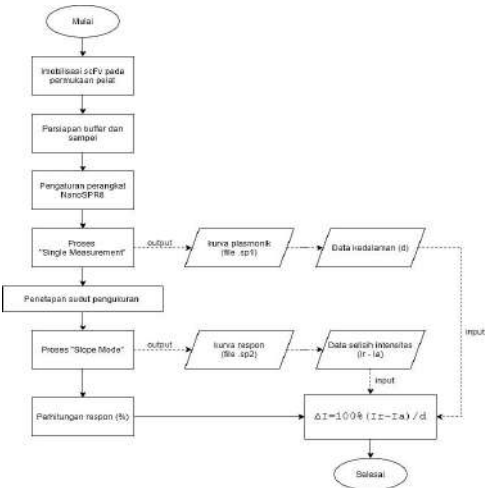 Mulai
Imobilisasi scFv pada
permukaan pelat
Persiapan buffer dan
sampel
Pengaturan perangkat
NanoSPR8
Proses
"Single Measurement"
output
kurva plasmonik
(file .sp1)
Data kedalaman (d)
Penetapan sudut pengukuran
input
Proses "Slope Mode"
output
kurva respon
(file .sp2)
Data selisih intensitas
(Ir - Ia)
input
Perhitungan respon (%)
ΔI=100%(Ir-Ia)/d
Selesai